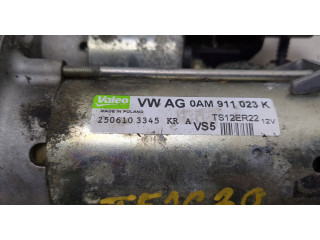 Valeo VW AG 0AM 911 023 K
MADE IN POLAND TS12ER22 12V
250610 3345 KR A VS5